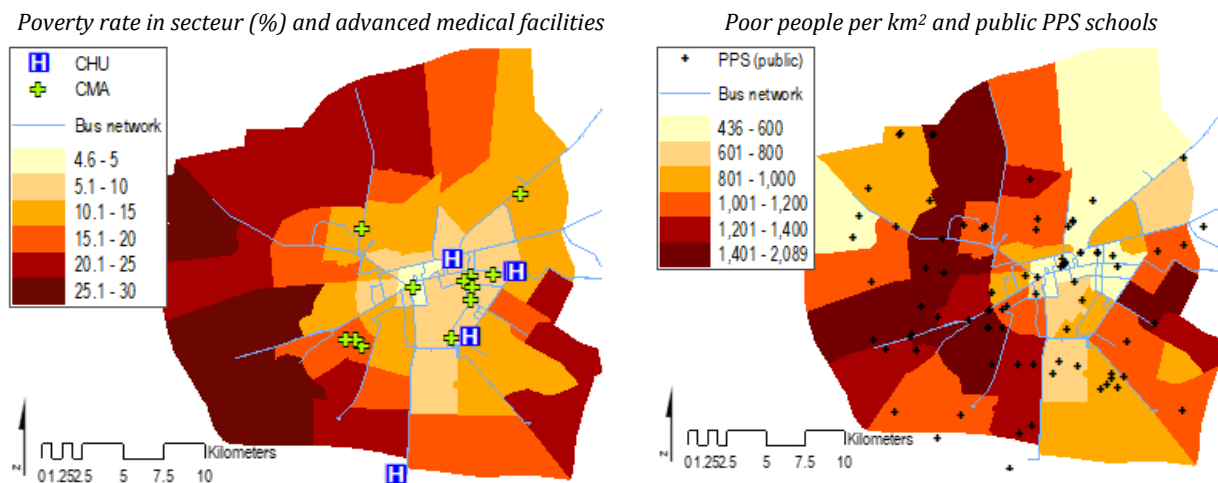 Poverty rate in secteur (%) and advanced medical facilities
H CHU
CMA
Bus network
4.6 - 5
5.1 - 10
10.1 - 15
15.1 - 20
20.1 - 25
25.1 - 30
H
H
H
H
N
Kilometers
0 1.25 2.5 5 7.5 10
Poor people per km² and public PPS schools
PPS (public)
Bus network
436 - 600
601 - 800
801 - 1,000
1,001 - 1,200
1,201 - 1,400
1,401 - 2,089
N
Kilometers
0 1.25 2.5 5 7.5 10